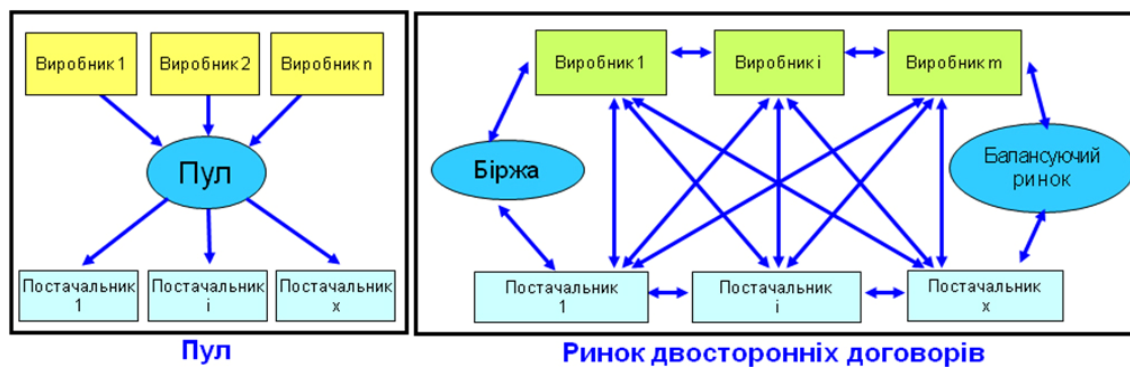 Виробник 1
Виробник 2
Виробник n
Пул
Постачальник
1
Постачальник
i
Постачальник
x
Пул
Виробник 1
Виробник i
Виробник m
Біржа
Балансуючий
ринок
Постачальник
1
Постачальник
i
Постачальник
x
Ринок двосторонніх договорів